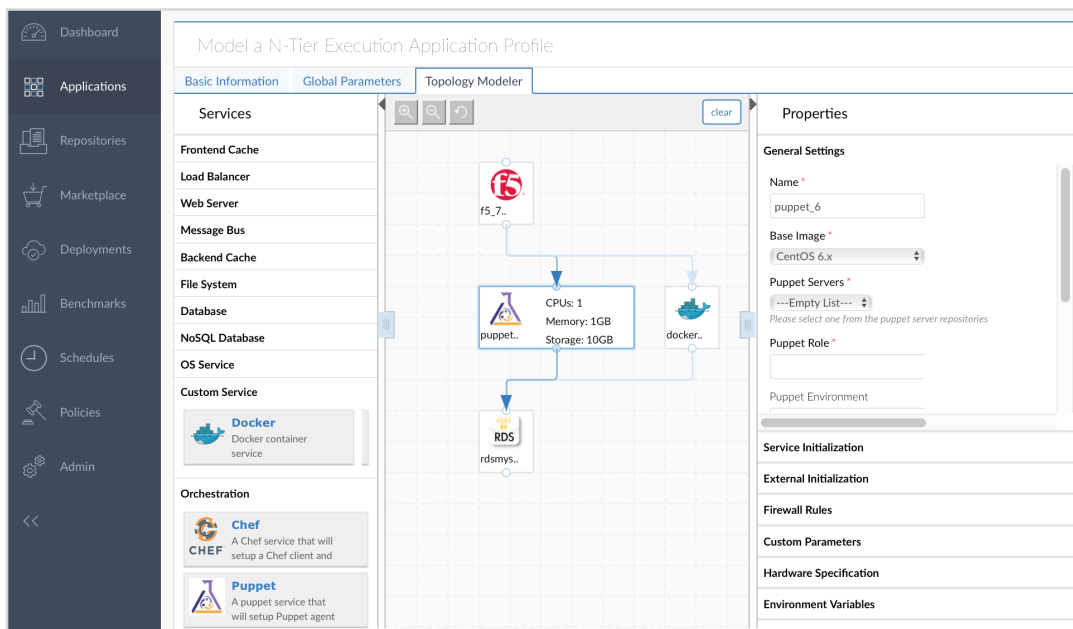 Dashboard
Applications
Repositories
Marketplace
Deployments
Benchmarks
Schedules
Policies
Admin
Model a N-Tier Execution Application Profile
Basic Information
Global Parameters
Topology Modeler
Services
Frontend Cache
Load Balancer
Web Server
Message Bus
Backend Cache
File System
Database
NoSQL Database
OS Service
Custom Service
Docker
Docker container
service
Orchestration
CHEF
Chef
A Chef service that will
setup a Chef client and
Puppet
A puppet service that
will setup Puppet agent
clear
f5
f5_7..
puppet..
CPUs: 1
Memory: 1GB
Storage: 10GB
docker..
RDS
rdsmys..
Properties
General Settings
Name *
puppet_6
Base Image *
CentOS 6.x
Puppet Servers *
---Empty List---
Please select one from the puppet server repositories
Puppet Role *
Puppet Environment
Service Initialization
External Initialization
Firewall Rules
Custom Parameters
Hardware Specification
Environment Variables